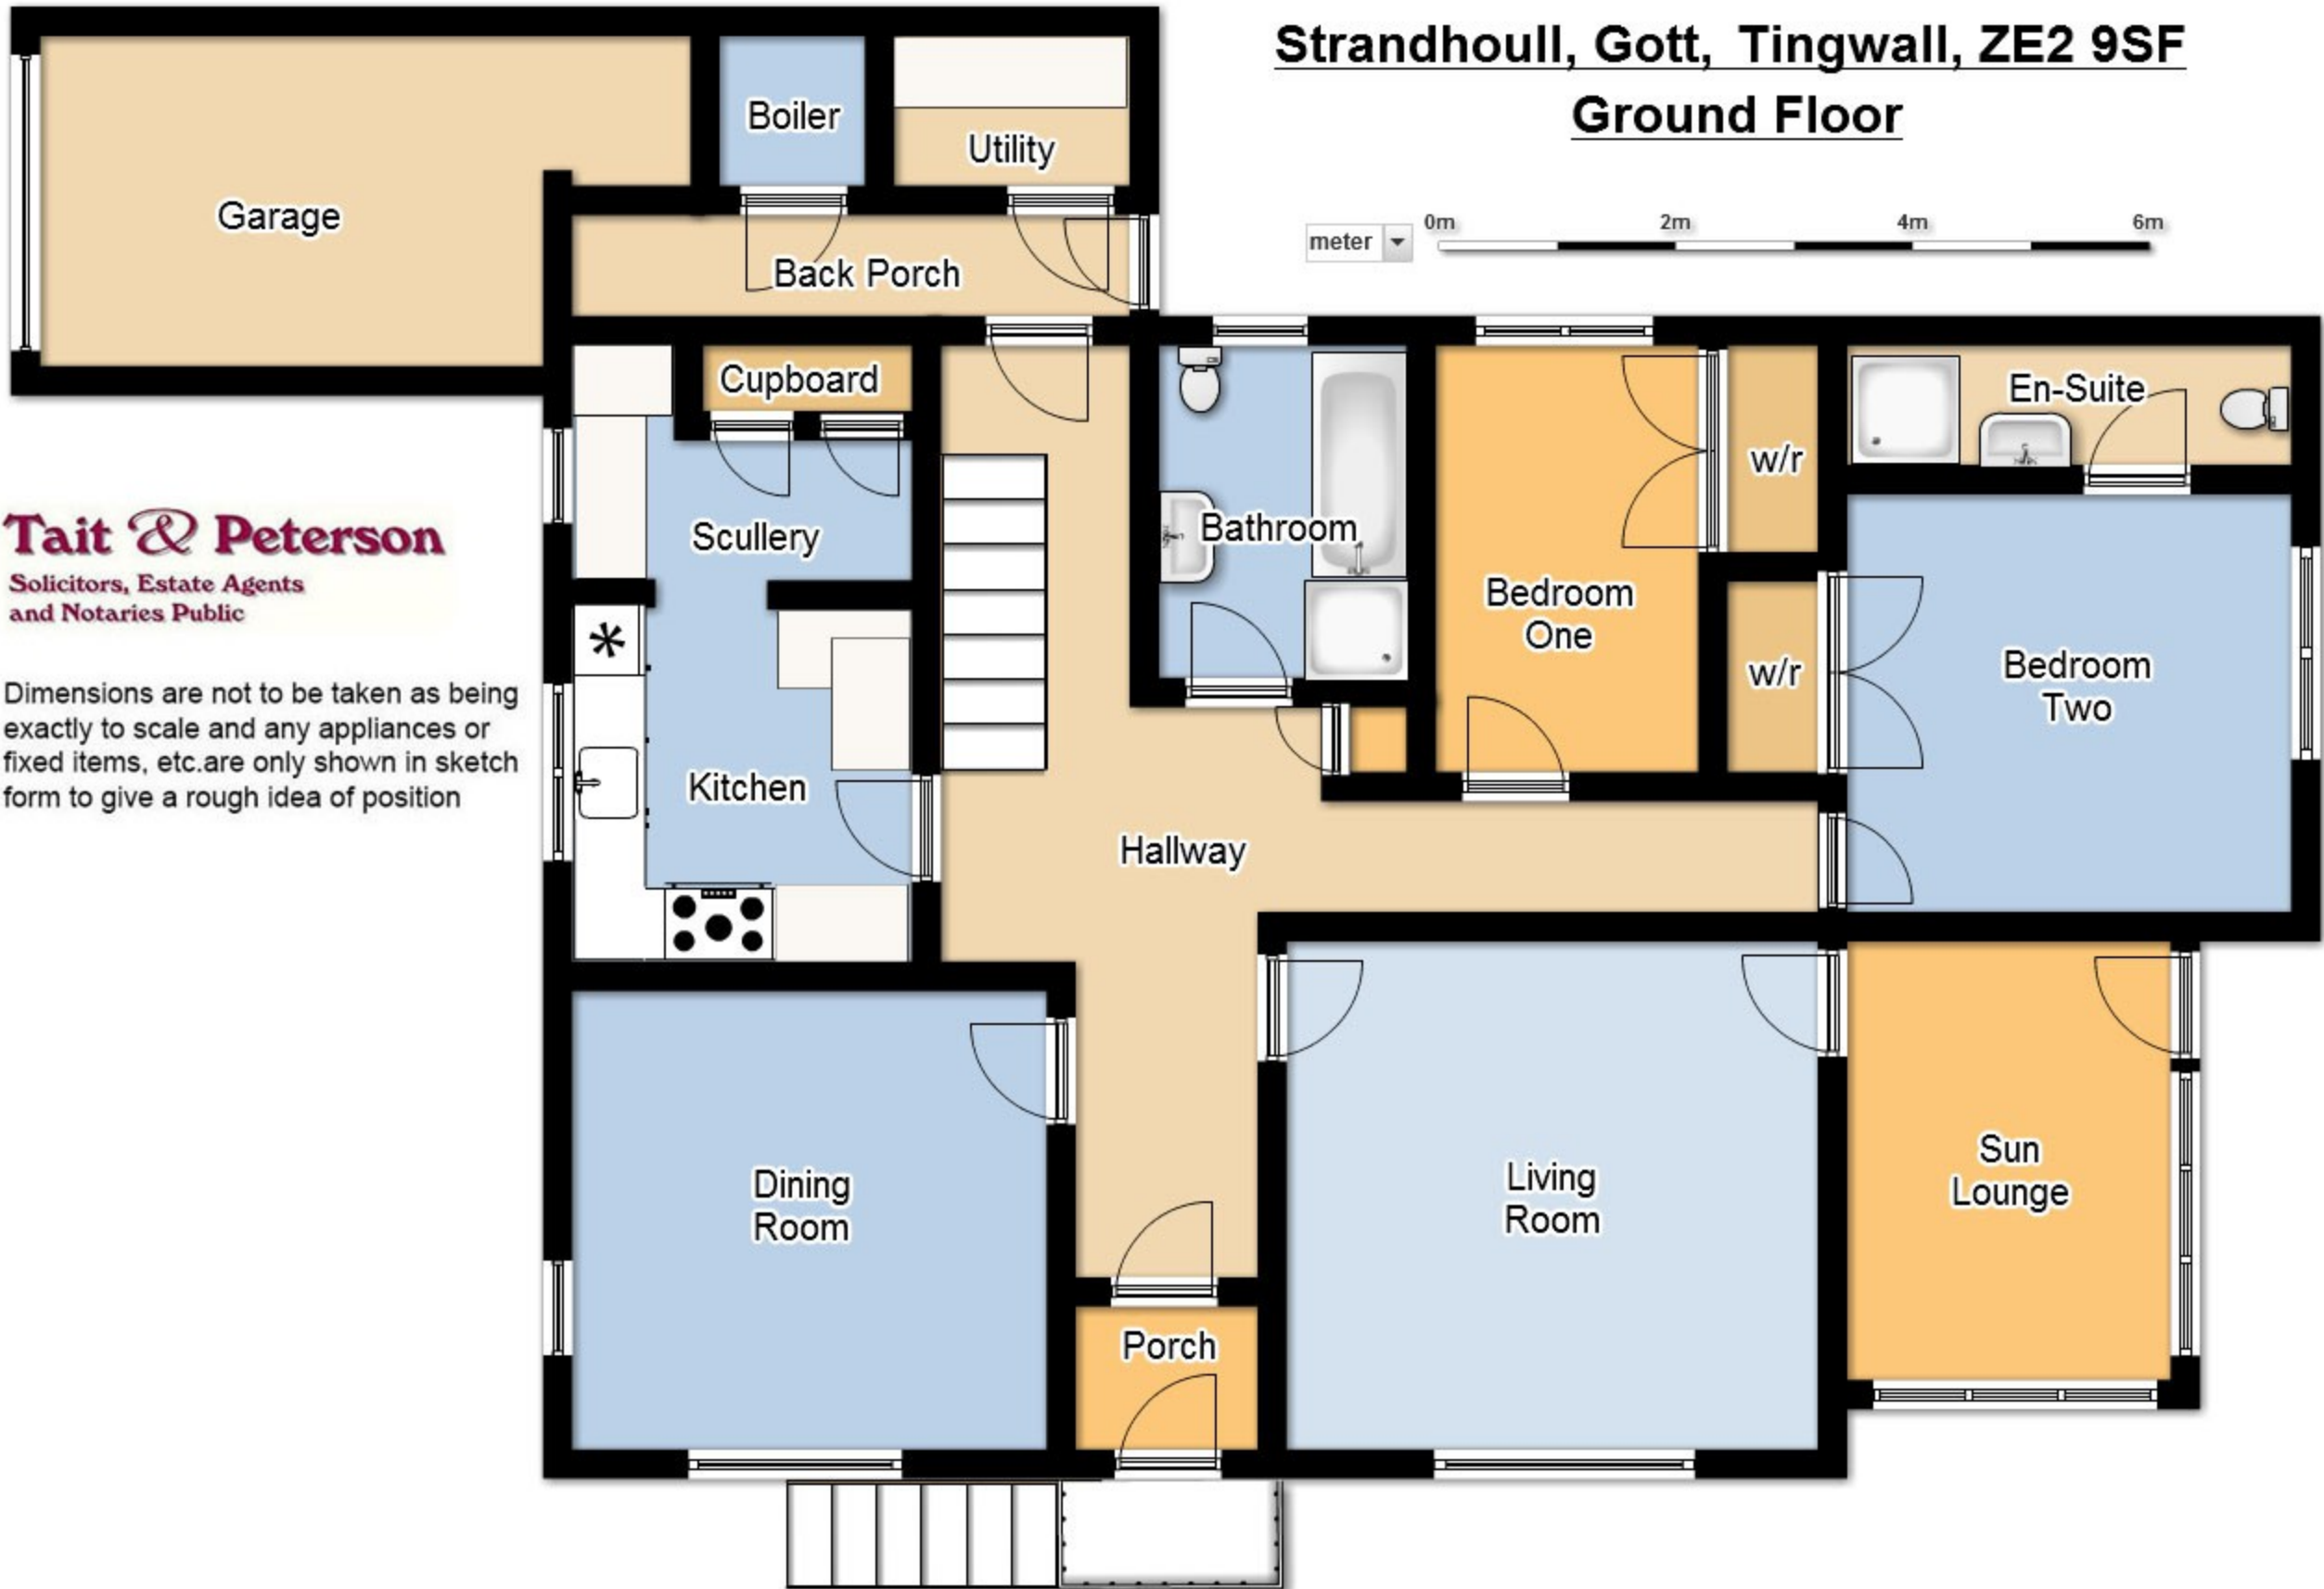 Strandhoull, Gott, Tingwall, ZE2 9SF
Ground Floor
meter
0m
2m
4m
6m
Garage
Boiler
Utility
Back Porch
Cupboard
Scullery
Bathroom
Bedroom
One
w/r
En-Suite
w/r
Bedroom
Two
Tait & Peterson
Solicitors, Estate Agents
and Notaries Public
Dimensions are not to be taken as being
exactly to scale and any appliances or
fixed items, etc.are only shown in sketch
form to give a rough idea of position
*
Kitchen
Hallway
Dining
Room
Porch
Living
Room
Sun
Lounge